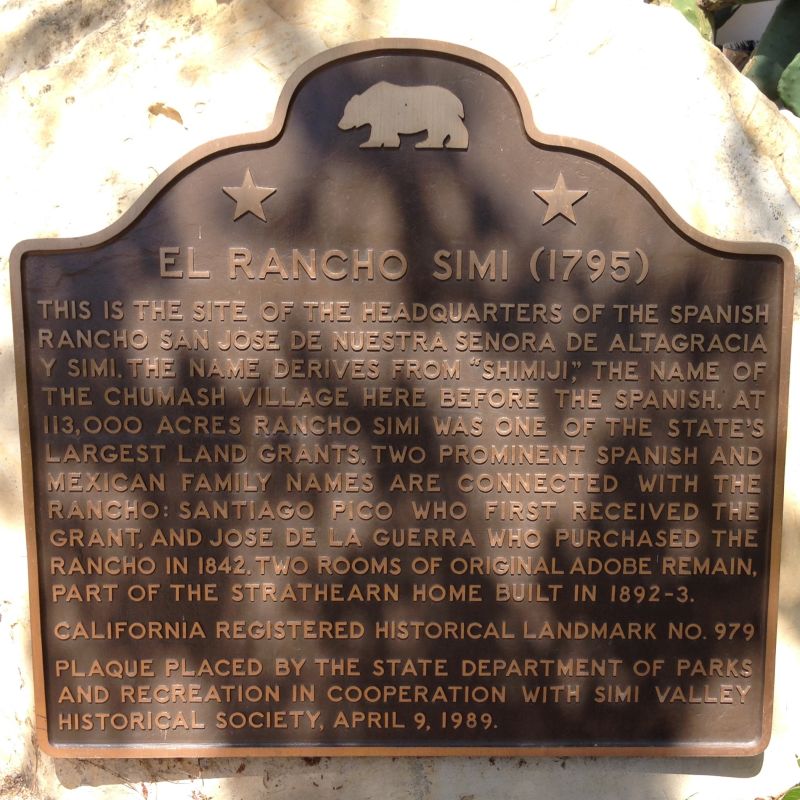 EL RANCHO SIMI (1795)
THIS IS THE SITE OF THE HEADQUARTERS OF THE SPANISH
RANCHO SAN JOSE DE NUESTRA SENORA DE ALTAGRACIA
Y SIMI. THE NAME DERIVES FROM "SHIMIJI," THE NAME OF
THE CHUMASH VILLAGE HERE BEFORE THE SPANISH. AT
113,000 ACRES RANCHO SIMI WAS ONE OF THE STATE'S
LARGEST LAND GRANTS. TWO PROMINENT SPANISH AND
MEXICAN FAMILY NAMES ARE CONNECTED WITH THE
RANCHO: SANTIAGO PICO WHO FIRST RECEIVED THE
GRANT, AND JOSE DE LA GUERRA WHO PURCHASED THE
RANCHO IN 1842. TWO ROOMS OF ORIGINAL ADOBE REMAIN,
PART OF THE STRATHEARN HOME BUILT IN 1892-3.
CALIFORNIA REGISTERED HISTORICAL LANDMARK NO. 979
PLAQUE PLACED BY THE STATE DEPARTMENT OF PARKS
AND RECREATION IN COOPERATION WITH SIMI VALLEY
HISTORICAL SOCIETY, APRIL 9, 1989.